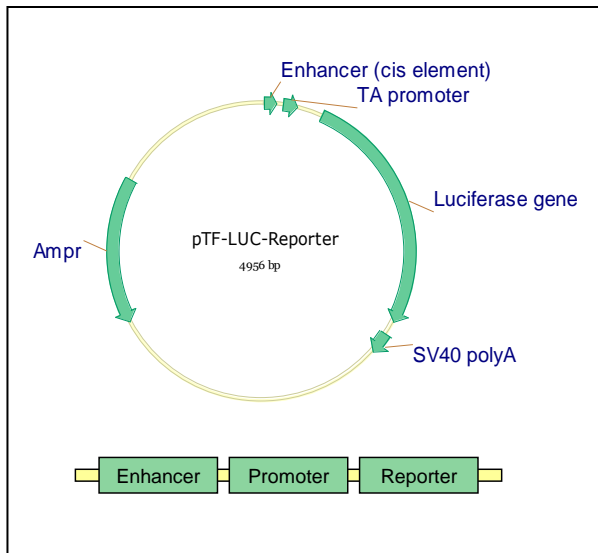 Enhancer (cis element)
TA promoter
Luciferase gene
pTF-LUC-Reporter
4956 bp
Ampr
SV40 polyA
Enhancer Promoter Reporter